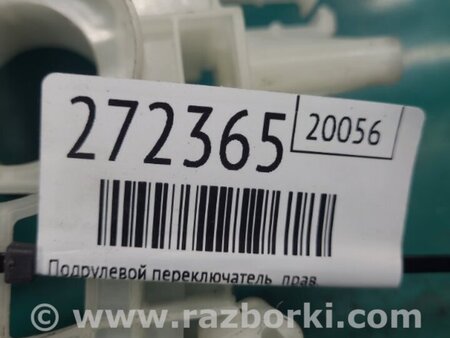 272365
20056
Подрулевой переключатель прав.
© www.razborki.com